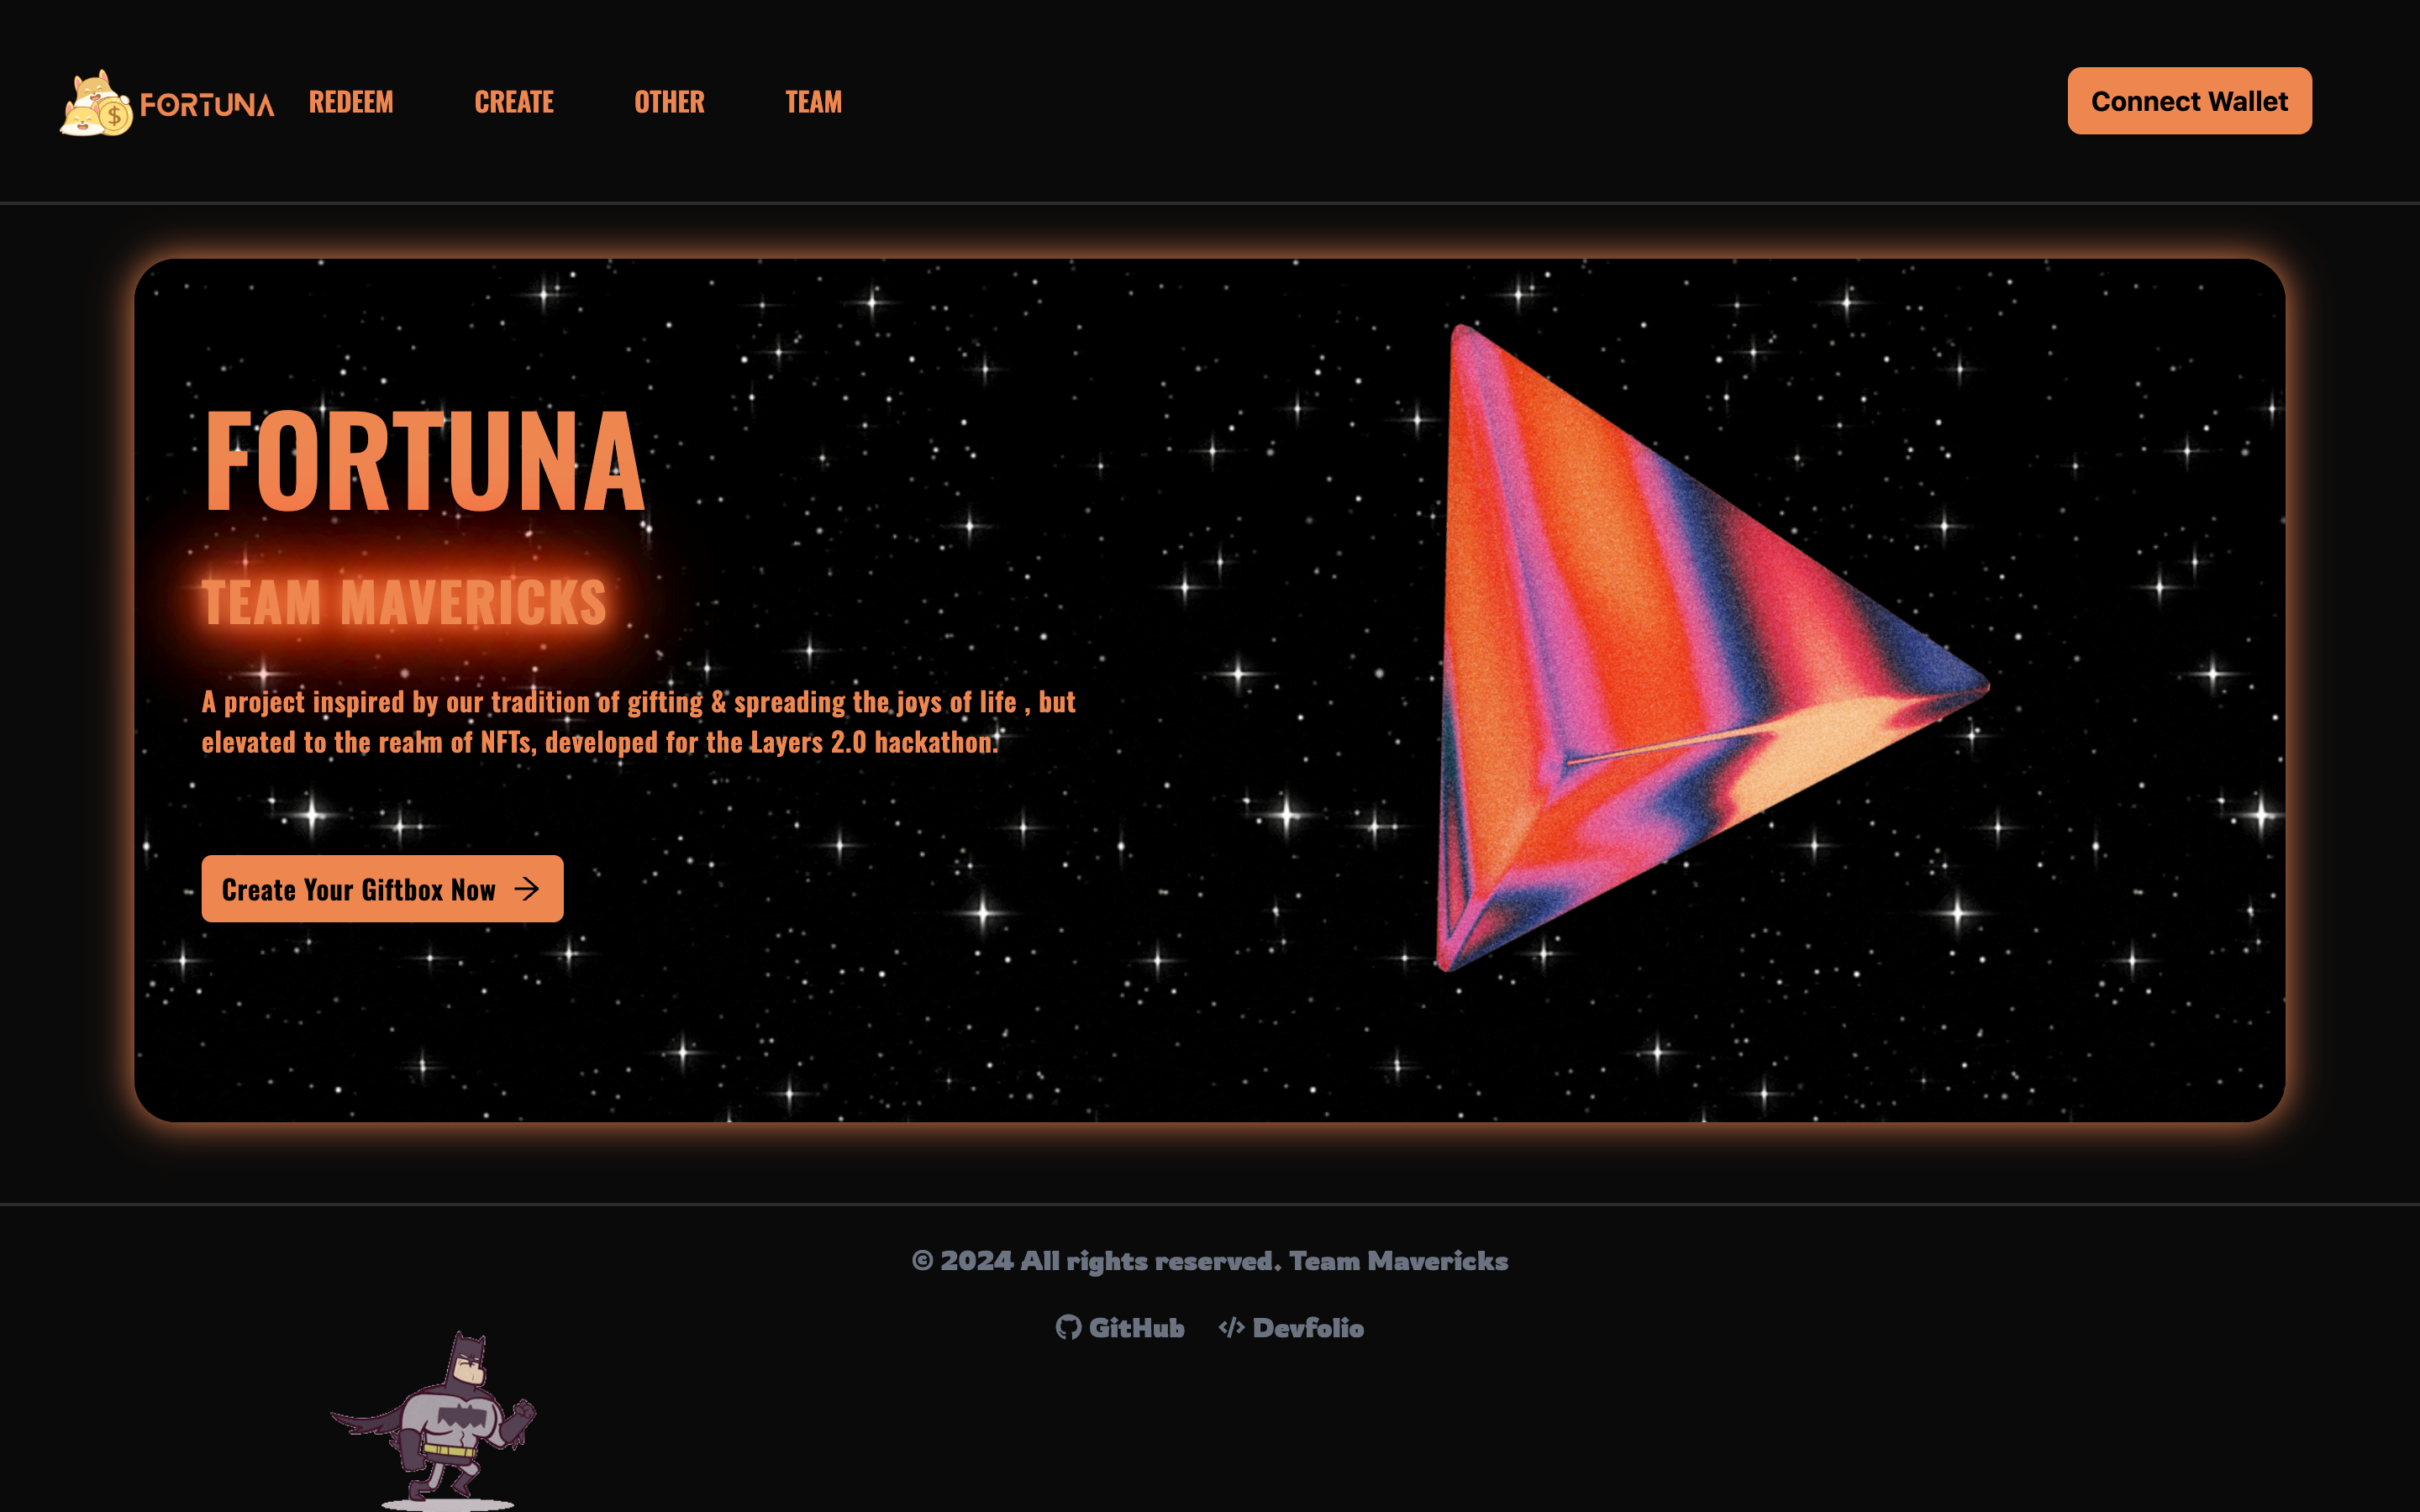 FORTUNA
REDEEM
CREATE
OTHER
TEAM
Connect Wallet
FORTUNA
TEAM MAVERICKS
A project inspired by our tradition of gifting & spreading the joys of life , but
elevated to the realm of NFTs, developed for the Layers 2.0 hackathon.
Create Your Giftbox Now
© 2024 All rights reserved. Team Mavericks
GitHub
Devfolio